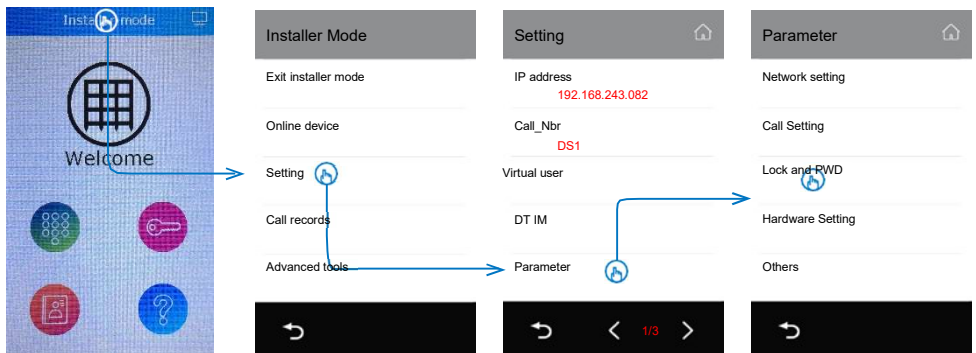 Installer mode
Welcome
Installer Mode
Exit installer mode
Online device
Setting
Call records
Advanced tools
Setting
IP address
192.168.243.082
Call_Nbr
DS1
Virtual user
DT IM
Parameter
1/3
Parameter
Network setting
Call Setting
Lock and PWD
Hardware Setting
Others